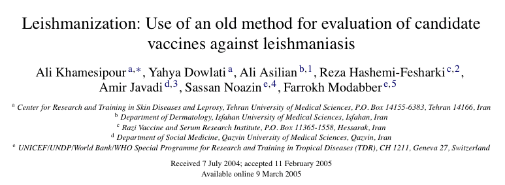 Leishmanization: Use of an old method for evaluation of candidate
vaccines against leishmaniasis
Ali Khamesipour a,*, Yahya Dowlati a, Ali Asilian b,1, Reza Hashemi-Fesharki c,2,
Amir Javadi d,3, Sassan Noazin e,4, Farrokh Modabber e,5
a Center for Research and Training in Skin Diseases and Leprosy, Tehran University of Medical Sciences, P.O. Box 14155-6383, Tehran 14166, Iran
b Department of Dermatology, Isfahan University of Medical Sciences, Isfahan, Iran
c Razi Vaccine and Serum Research Institute, P.O. Box 11365-1558, Hessarak, Iran
d Department of Social Medicine, Qazvin University of Medical Sciences, Qazvin, Iran
e UNICEF/UNDP/World Bank/WHO Special Programme for Research and Training in Tropical Diseases (TDR), CH 1211, Geneva 27, Switzerland
Received 7 July 2004; accepted 11 February 2005
Available online 9 March 2005